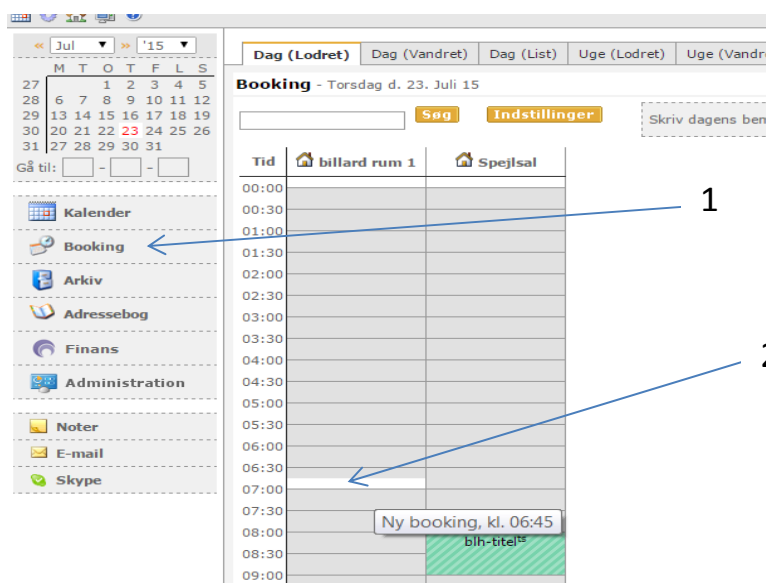 « Jul ▼ » '15 ▼
M T O T F L S
27 1 2 3 4 5
28 6 7 8 9 10 11 12
29 13 14 15 16 17 18 19
30 20 21 22 23 24 25 26
31 27 28 29 30 31
Gå til: - -
Kalender
Booking
Arkiv
Adressebog
Finans
Administration
Noter
E-mail
Skype
Dag (Lodret) Dag (Vandret) Dag (List) Uge (Lodret) Uge (Vandre
Booking - Torsdag d. 23. Juli 15
Søg Indstillinger Skriv dagens bem
Tid billard rum 1 Spejlsal
00:00
00:30
01:00
01:30
02:00
02:30
03:00
03:30
04:00
04:30
05:00
05:30
06:00
06:30
07:00
07:30
08:00
08:30
09:00
Ny booking, kl. 06:45
blh-titel ts
1
2